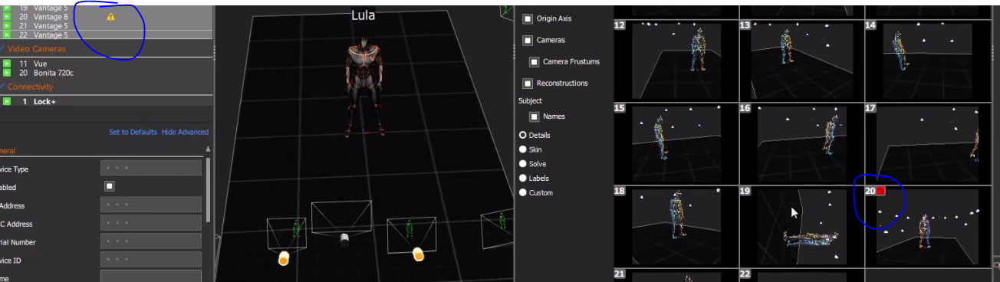 19 Vantage 5
20 Vantage 8
21 Vantage 5
22 Vantage 5
Video Cameras
11 Vue
20 Bonita 720c
Connectivity
1 Lock+
Set to Defaults Hide Advanced
neral
vice Type
abled
Address
C Address
rial Number
vice ID
me
Lula
Origin Axis
Cameras
Camera Frustums
Reconstructions
Subject
Names
Details
Skin
Solve
Labels
Custom
12
13
14
15
16
17
18
19
20
21
22